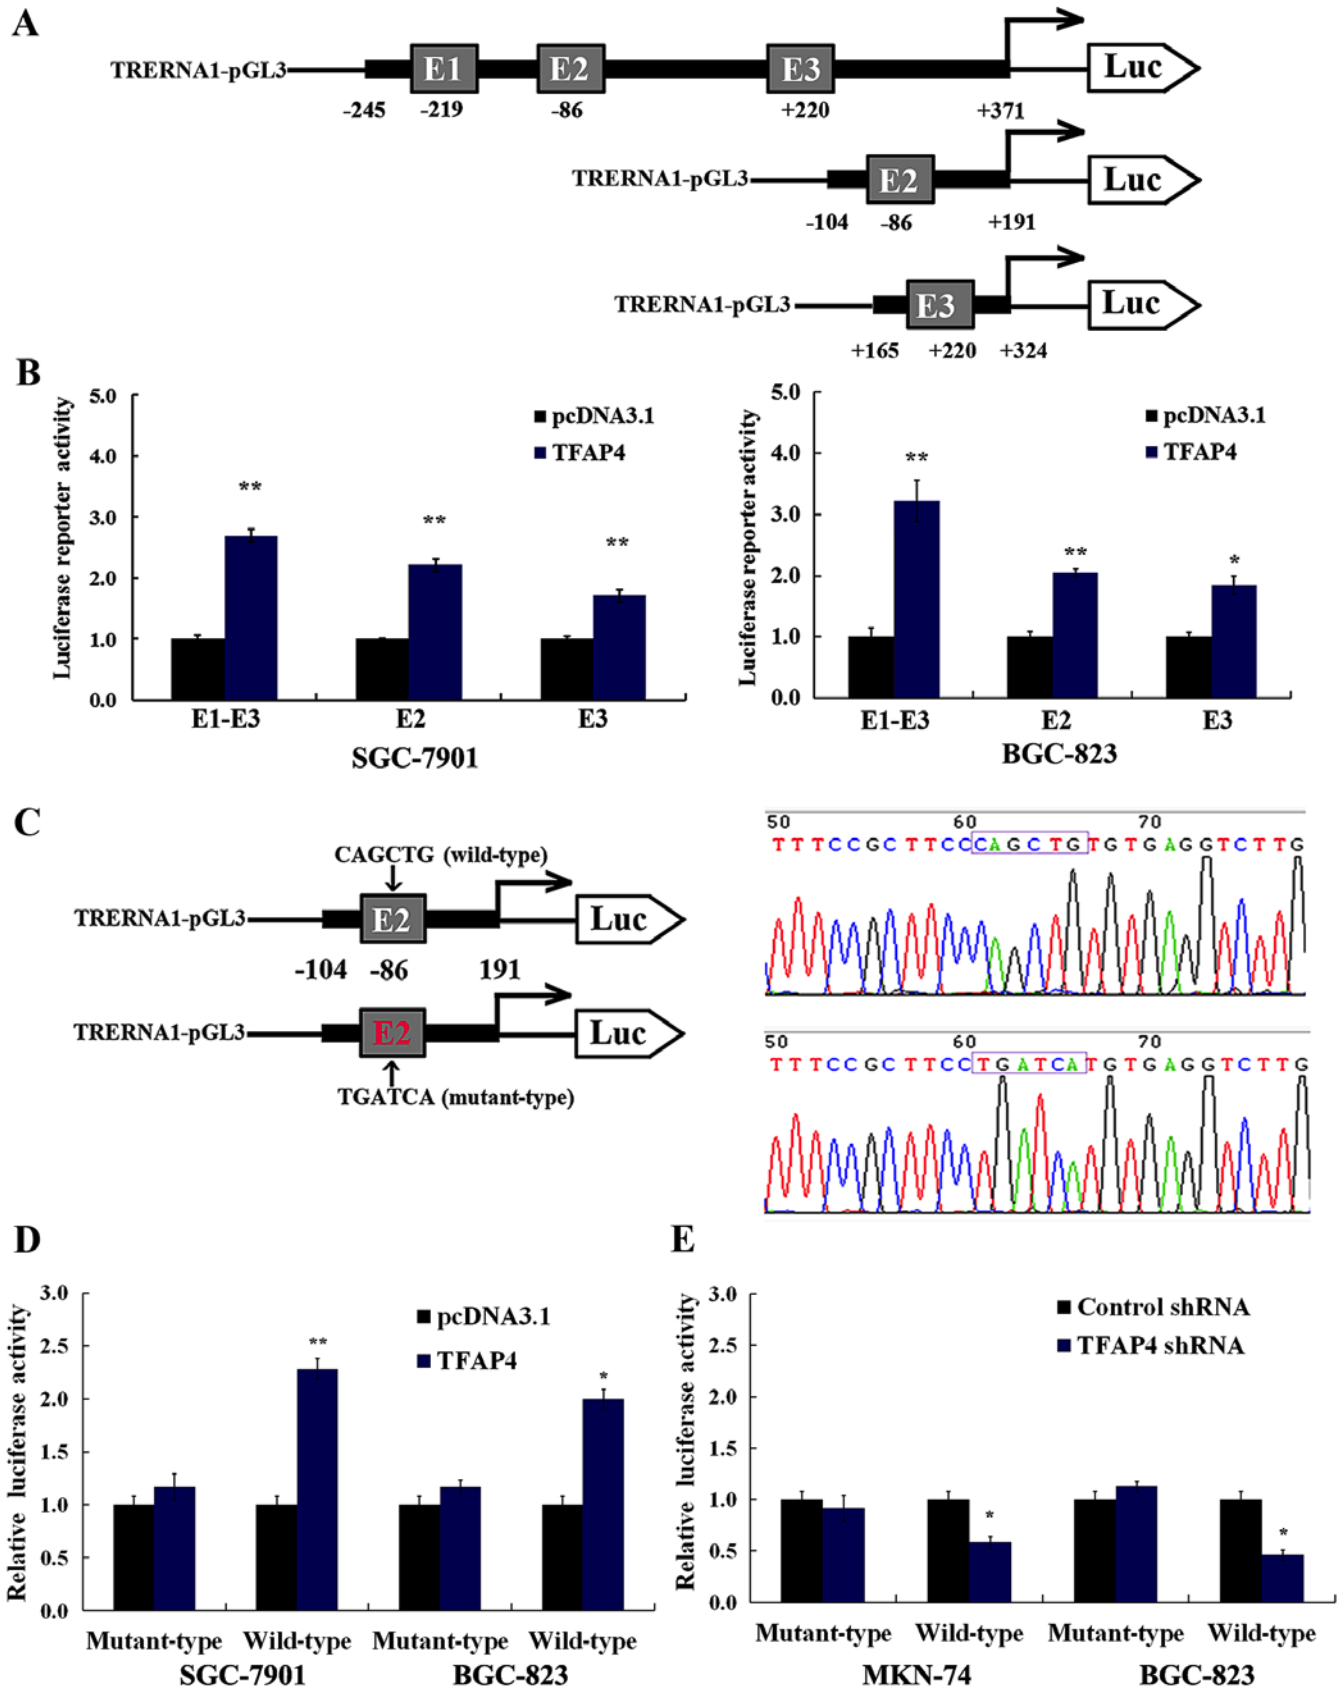 A
TRERNA1-pGL3 E1 E2 E3 Luc
-245 -219 -86 +220 +371
TRERNA1-pGL3 E2 Luc
-104 -86 +191
TRERNA1-pGL3 E3 Luc
+165 +220 +324
B
Luciferase reporter activity
5.0
4.0
3.0
2.0
1.0
0.0
pcDNA3.1
TFAP4
**
**
**
E1-E3 E2 E3
SGC-7901
Luciferase reporter activity
5.0
4.0
3.0
2.0
1.0
0.0
pcDNA3.1
TFAP4
**
**
*
E1-E3 E2 E3
BGC-823
C
CAGCTG (wild-type)
TRERNA1-pGL3 E2 Luc
-104 -86 191
TRERNA1-pGL3 E2 Luc
TGATCA (mutant-type)
50 60 70
T T T C C G C T T C C C A G C T G T G T G A G G T C T T G
50 60 70
T T T C C G C T T C C T G A T C A T G T G A G G T C T T G
D
Relative luciferase activity
3.0
2.5
2.0
1.5
1.0
0.5
0.0
pcDNA3.1
TFAP4
**
*
Mutant-type Wild-type Mutant-type Wild-type
SGC-7901 BGC-823
E
Relative luciferase activity
3.0
2.5
2.0
1.5
1.0
0.5
0.0
Control shRNA
TFAP4 shRNA
*
*
Mutant-type Wild-type Mutant-type Wild-type
MKN-74 BGC-823